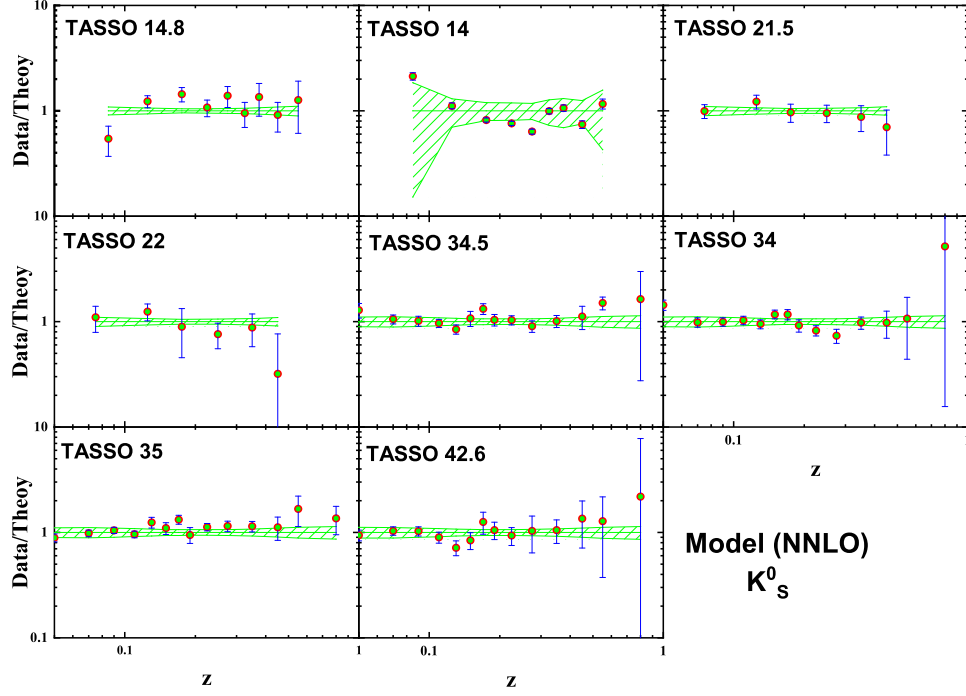 TASSO 14.8
TASSO 14
TASSO 21.5
Data/Theoy
10
1
10
TASSO 22
TASSO 34.5
TASSO 34
Data/Theoy
1
10
0.1
1
z
TASSO 35
TASSO 42.6
Data/Theoy
1
0.1
0.1
1
0.1
1
z
z
Model (NNLO)
K⁰ₛ